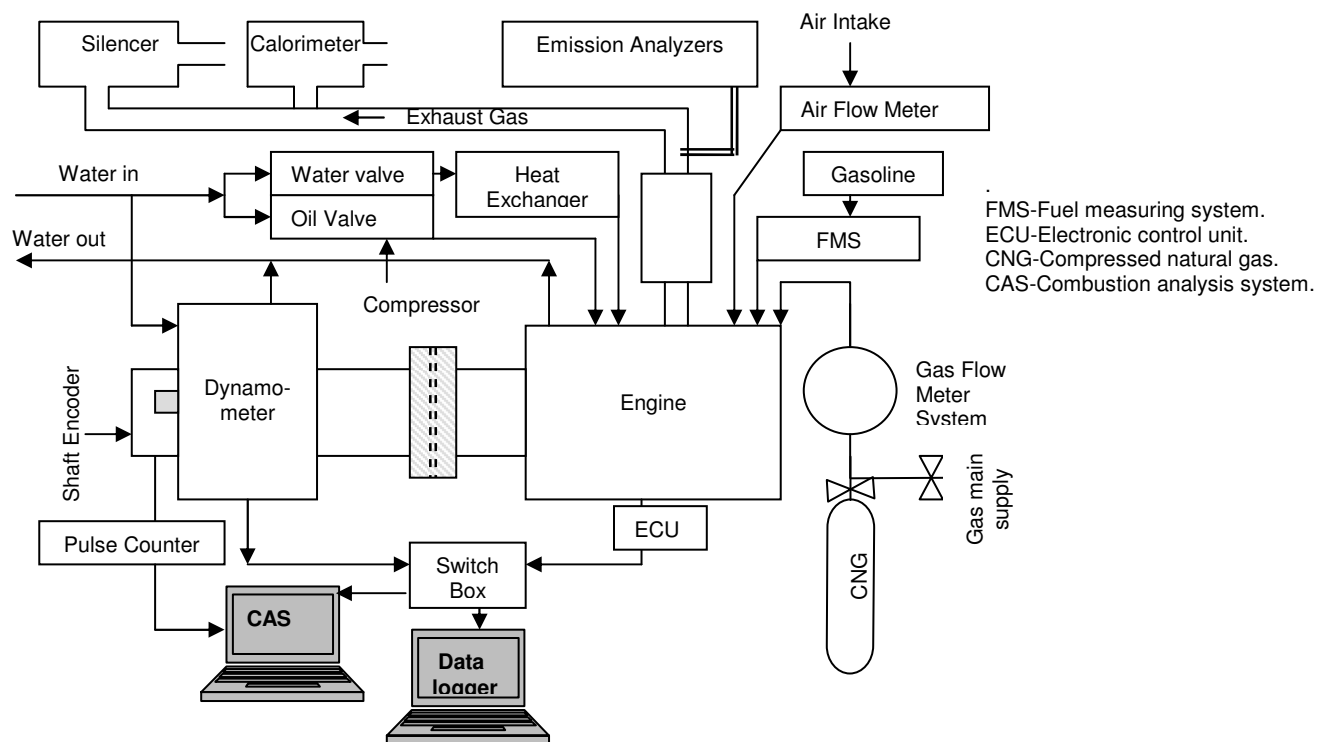 Air Intake
Silencer
Calorimeter
Emission Analyzers
Air Flow Meter
Exhaust Gas
Water in
Water valve
Heat
Exchanger
Gasoline
Oil Valve
.
FMS-Fuel measuring system.
ECU-Electronic control unit.
CNG-Compressed natural gas.
CAS-Combustion analysis system.
Water out
FMS
Compressor
Shaft Encoder
Dynamo-
meter
Engine
Gas Flow
Meter
System
Gas main
supply
ECU
Pulse Counter
Switch
Box
CNG
CAS
Data
logger